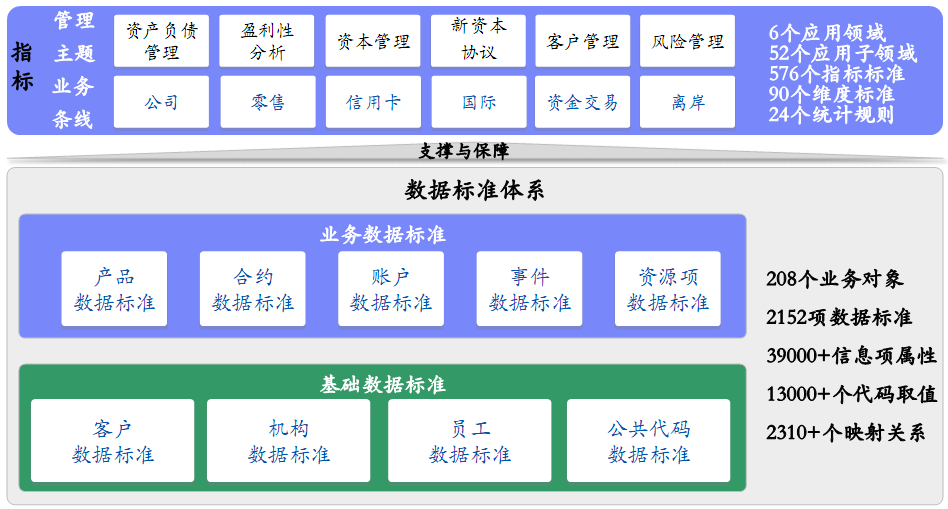 指标
管理
主题
资产负债
管理
盈利性
分析
资本管理
新资本
协议
客户管理
风险管理
业务
条线
公司
零售
信用卡
国际
资金交易
离岸
6个应用领域
52个应用子领域
576个指标标准
90个维度标准
24个统计规则
支撑与保障
数据标准体系
业务数据标准
产品
数据标准
合约
数据标准
账户
数据标准
事件
数据标准
资源项
数据标准
基础数据标准
客户
数据标准
机构
数据标准
员工
数据标准
公共代码
数据标准
208个业务对象
2152项数据标准
39000+信息项属性
13000+个代码取值
2310+个映射关系